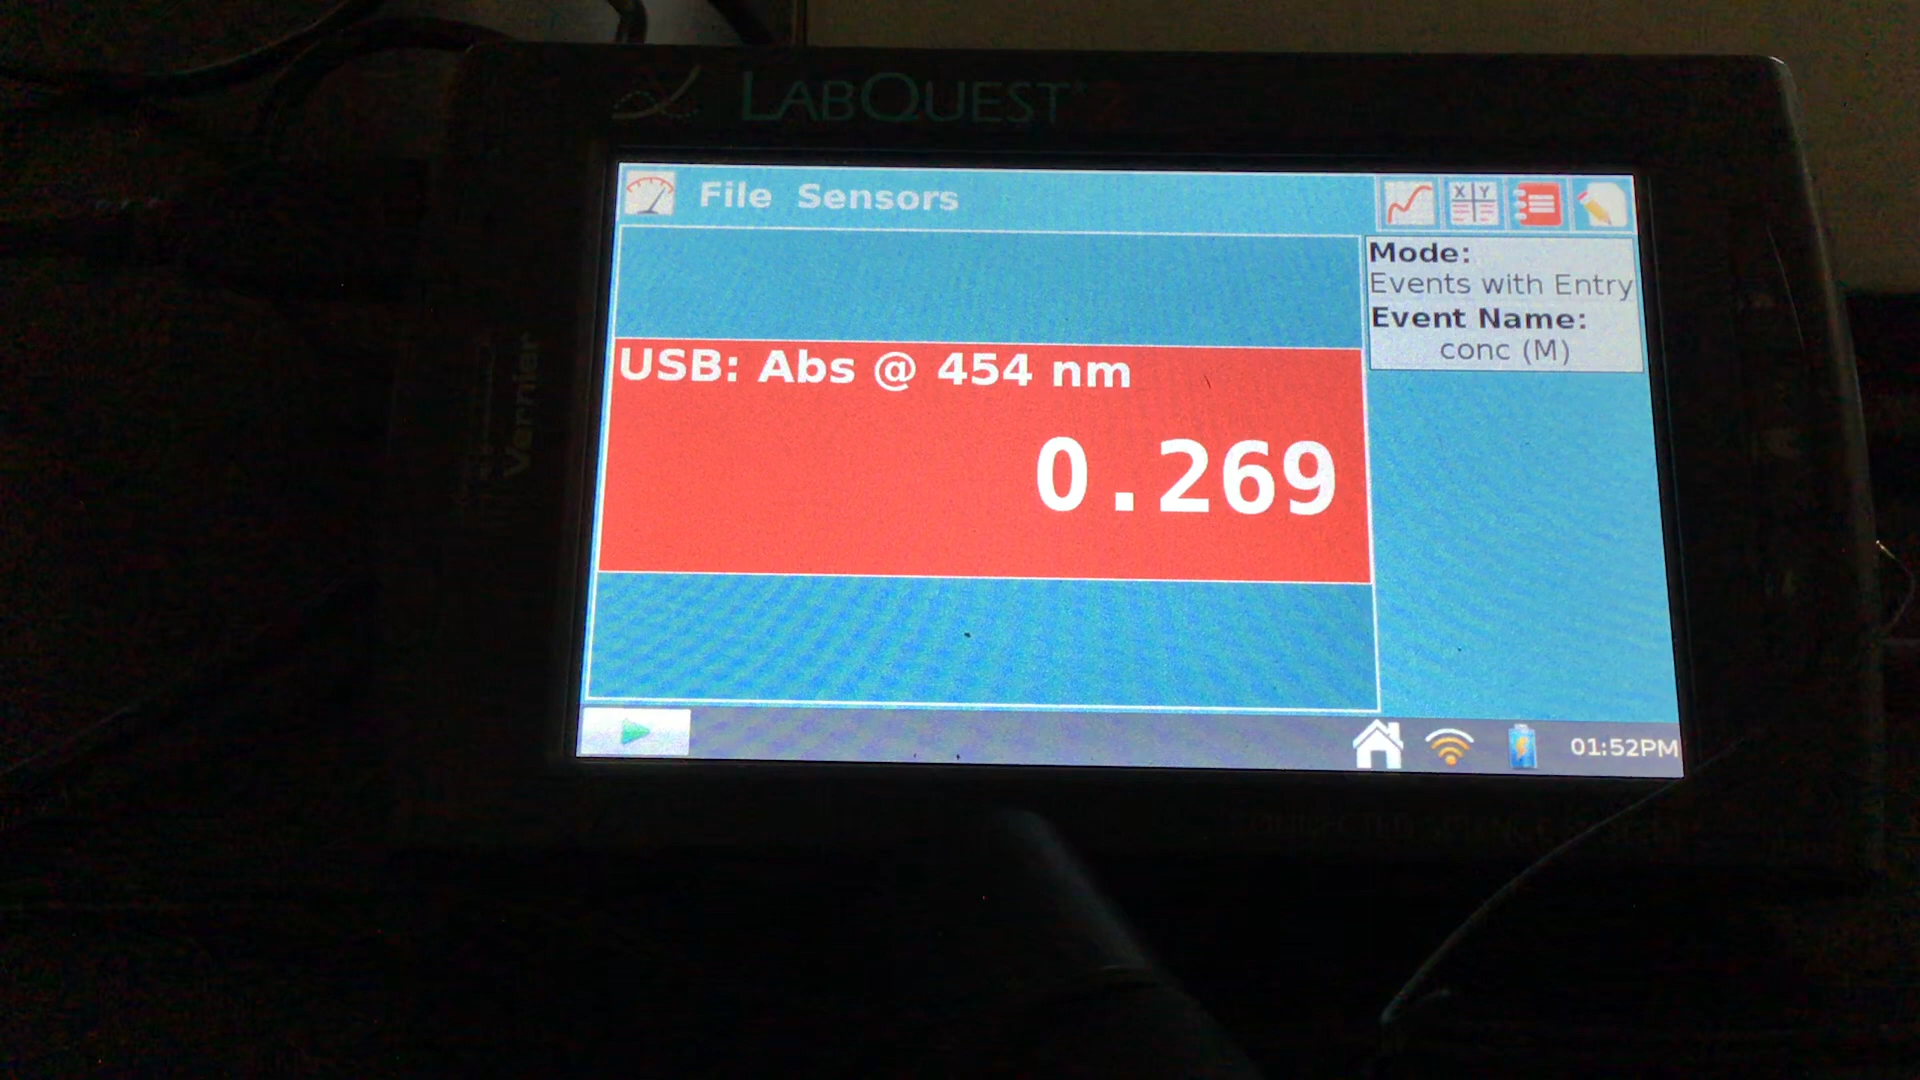 LABQUEST® 2
File Sensors
X Y
Mode:
Events with Entry
Event Name:
conc (M)
USB: Abs @ 454 nm
0.269
01:52PM
Vernier